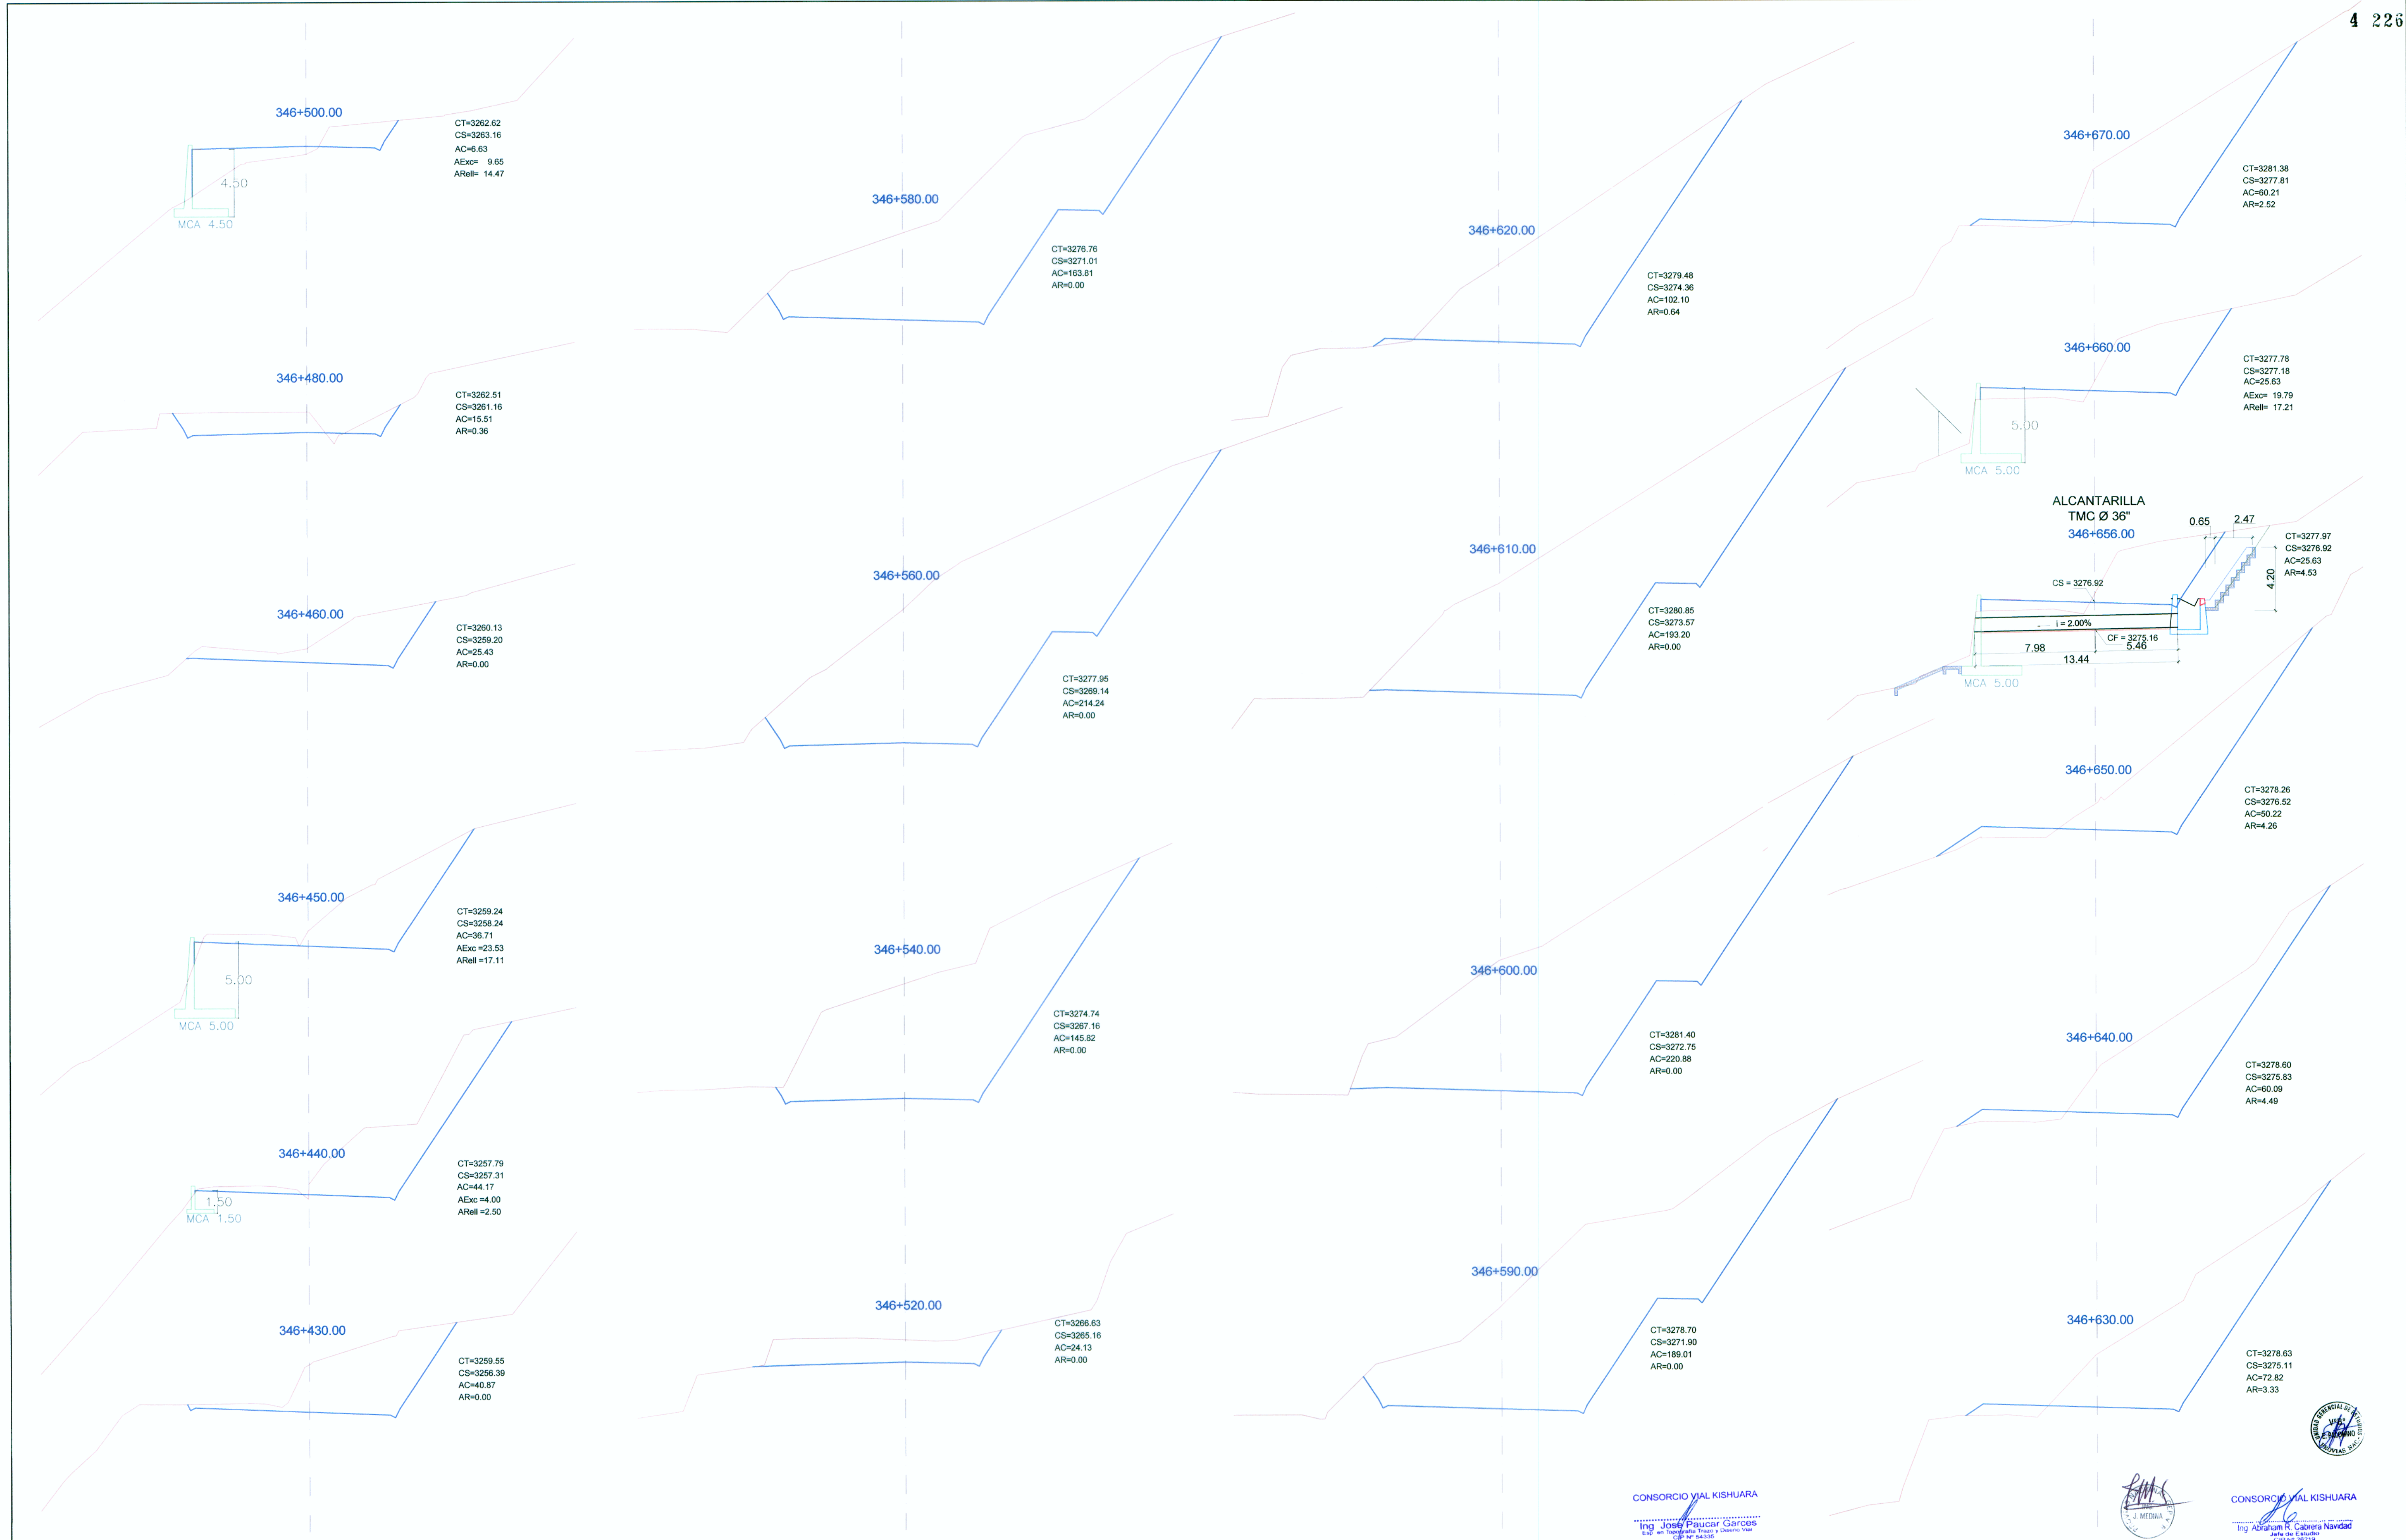 4 226
346+500.00
CT=3262.62
CS=3263.16
AC=6.63
AExc= 9.65
ARell= 14.47
4.50
MCA 4.50
346+480.00
CT=3262.51
CS=3261.16
AC=15.51
AR=0.36
346+460.00
CT=3260.13
CS=3259.20
AC=25.43
AR=0.00
346+450.00
CT=3259.24
CS=3258.24
AC=36.71
AExc =23.53
ARell =17.11
5.00
MCA 5.00
346+440.00
CT=3257.79
CS=3257.31
AC=44.17
AExc =4.00
ARell =2.50
1.50
MCA 1.50
346+430.00
CT=3259.55
CS=3256.39
AC=40.87
AR=0.00
346+580.00
CT=3276.76
CS=3271.01
AC=163.81
AR=0.00
346+560.00
CT=3277.95
CS=3269.14
AC=214.24
AR=0.00
346+540.00
CT=3274.74
CS=3267.16
AC=145.82
AR=0.00
346+520.00
CT=3266.63
CS=3265.16
AC=24.13
AR=0.00
346+620.00
CT=3279.48
CS=3274.36
AC=102.10
AR=0.64
346+610.00
CT=3280.85
CS=3273.57
AC=193.20
AR=0.00
346+600.00
CT=3281.40
CS=3272.75
AC=220.88
AR=0.00
346+590.00
CT=3278.70
CS=3271.90
AC=189.01
AR=0.00
346+670.00
CT=3281.38
CS=3277.81
AC=60.21
AR=2.52
346+660.00
CT=3277.78
CS=3277.18
AC=25.63
AExc= 19.79
ARell= 17.21
5.00
MCA 5.00
ALCANTARILLA
TMC Ø 36"
346+656.00
0.65
2.47
CT=3277.97
CS=3276.92
AC=25.63
AR=4.53
4.20
CS = 3276.92
i = 2.00%
CF = 3275.16
7.98
5.46
13.44
MCA 5.00
346+650.00
CT=3278.26
CS=3276.52
AC=50.22
AR=4.26
346+640.00
CT=3278.60
CS=3275.83
AC=60.09
AR=4.49
346+630.00
CT=3278.63
CS=3275.11
AC=72.82
AR=3.33
CONSORCIO VIAL KISHUARA
Ing José Paucar Garces
Esp. en Topografía Trazo y Diseño Vial
CIP Nº 54335
J. MEDINA
CONSORCIO VIAL KISHUARA
Ing Abraham R. Cabrera Navidad
Jefe de Estudio